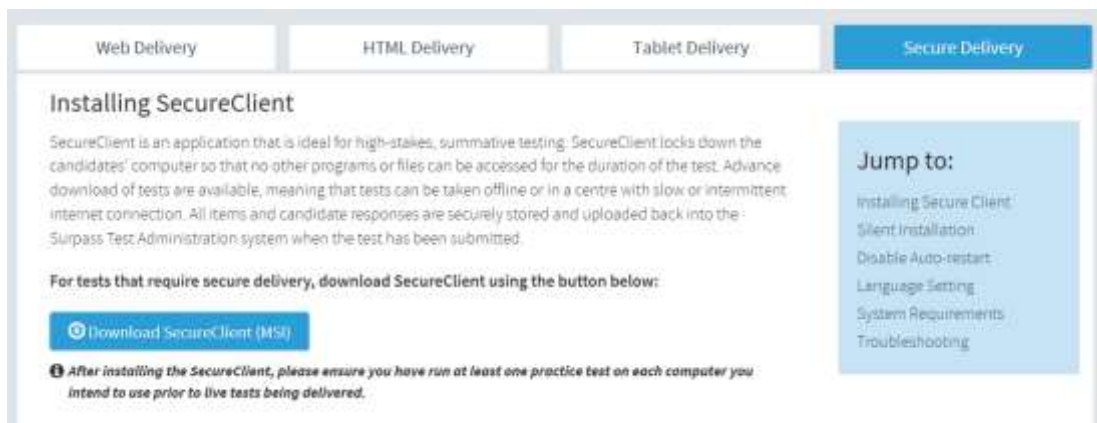 Web Delivery
HTML Delivery
Tablet Delivery
Secure Delivery
Installing SecureClient
SecureClient is an application that is ideal for high-stakes, summative testing. SecureClient locks down the
candidates' computer so that no other programs or files can be accessed for the duration of the test. Advance
download of tests are available, meaning that tests can be taken offline or in a centre with slow or intermittent
internet connection. All items and candidate responses are securely stored and uploaded back into the
Surpass Test Administration system when the test has been submitted.
For tests that require secure delivery, download SecureClient using the button below:
Download SecureClient (MSI)
After installing the SecureClient, please ensure you have run at least one practice test on each computer you
intend to use prior to live tests being delivered.
Jump to:
Installing Secure Client
Silent Installation
Disable Auto-restart
Language Setting
System Requirements
Troubleshooting